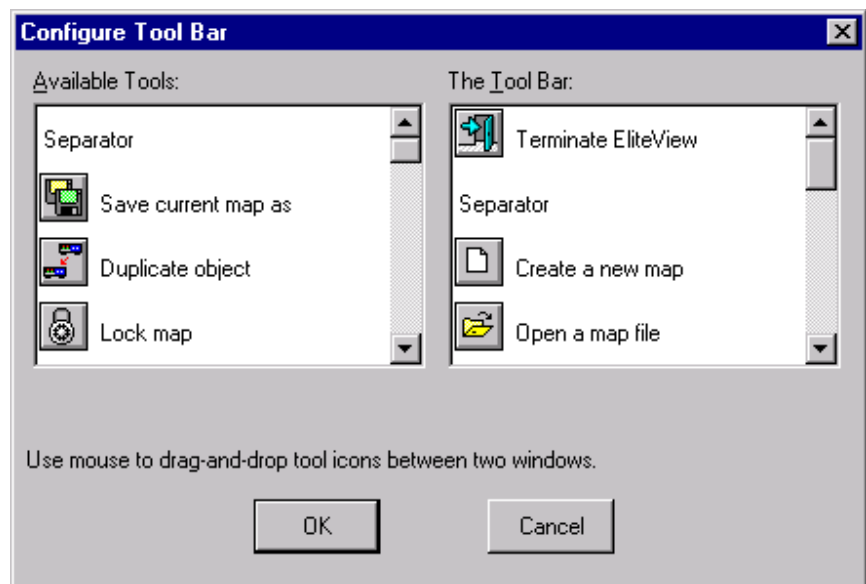 Configure Tool Bar
Available Tools:
Separator
Save current map as
Duplicate object
Lock map
The Tool Bar:
Terminate EliteView
Separator
Create a new map
Open a map file
Use mouse to drag-and-drop tool icons between two windows.
OK
Cancel